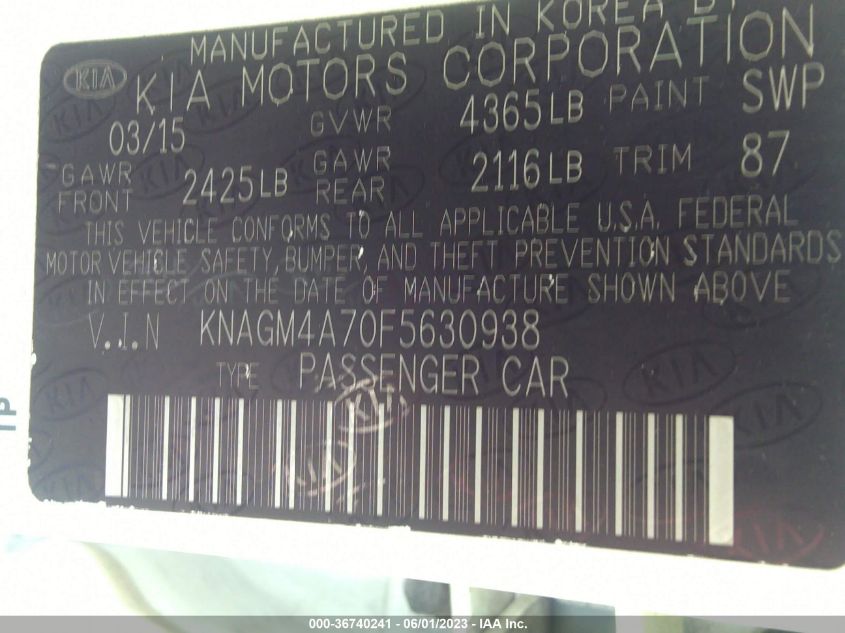 MANUFACTURED IN KOREA BY
KIA KIA MOTORS CORPORATION
03/15 GVWR 4365LB PAINT SWP
GAWR FRONT 2425LB GAWR REAR 2116LB TRIM 87
THIS VEHICLE CONFORMS TO ALL APPLICABLE U.S.A. FEDERAL
MOTOR VEHICLE SAFETY, BUMPER, AND THEFT PREVENTION STANDARDS
IN EFFECT ON THE DATE OF MANUFACTURE SHOWN ABOVE
V.I.N KNAGM4A70F5630938
TYPE PASSENGER CAR
TP
000-36740241 - 06/01/2023 - IAA Inc.